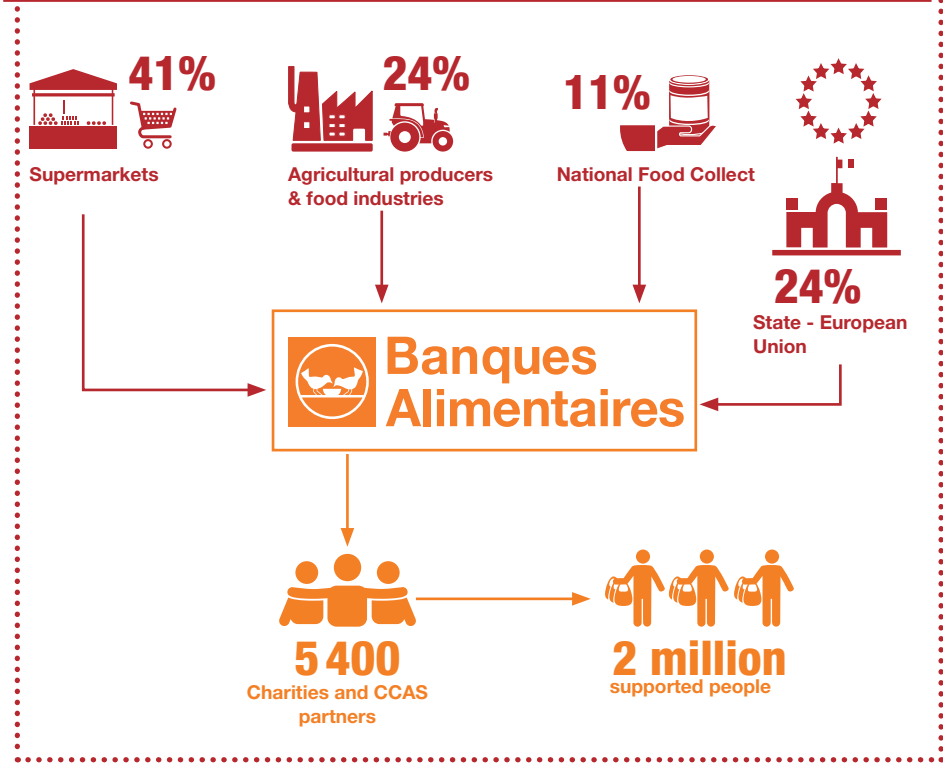 41%
Supermarkets
24%
Agricultural producers
& food industries
11%
National Food Collect
24%
State - European
Union
Banques
Alimentaires
5 400
Charities and CCAS
partners
2 million
supported people